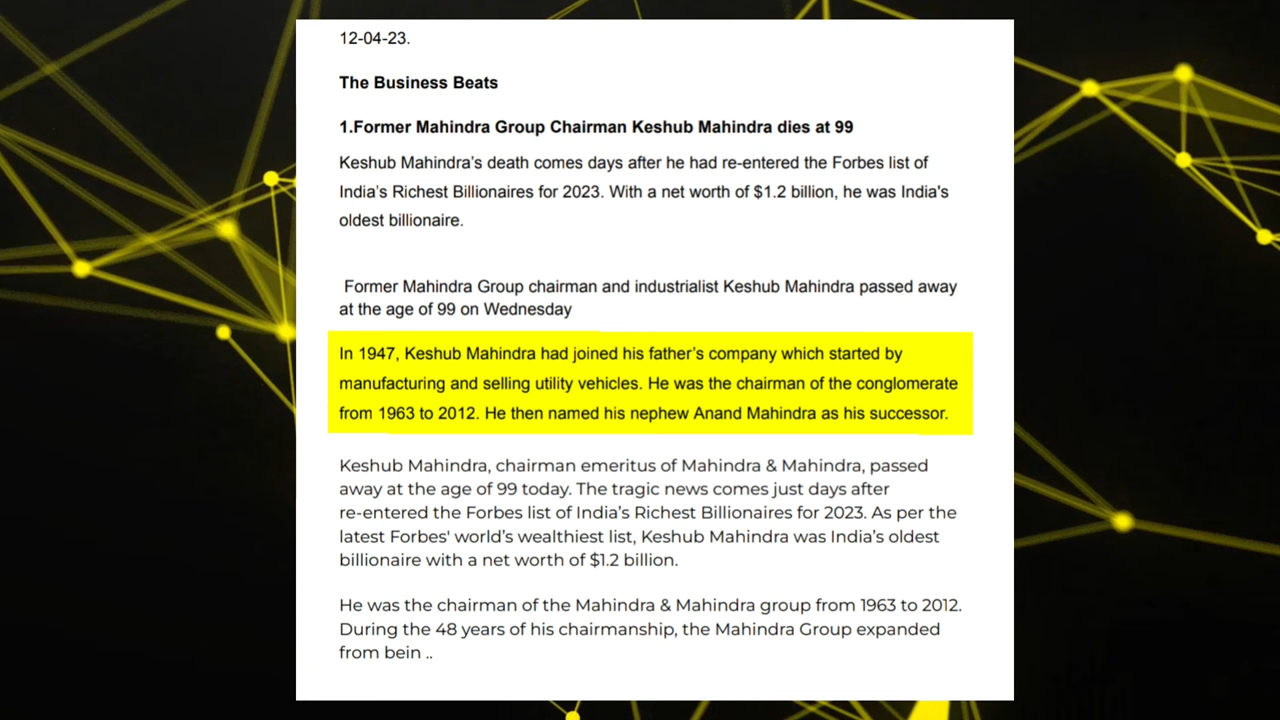 12-04-23.
The Business Beats
1.Former Mahindra Group Chairman Keshub Mahindra dies at 99
Keshub Mahindra's death comes days after he had re-entered the Forbes list of
India's Richest Billionaires for 2023. With a net worth of $1.2 billion, he was India's
oldest billionaire.
Former Mahindra Group chairman and industrialist Keshub Mahindra passed away
at the age of 99 on Wednesday
In 1947, Keshub Mahindra had joined his father's company which started by
manufacturing and selling utility vehicles. He was the chairman of the conglomerate
from 1963 to 2012. He then named his nephew Anand Mahindra as his successor.
Keshub Mahindra, chairman emeritus of Mahindra & Mahindra, passed
away at the age of 99 today. The tragic news comes just days after
re-entered the Forbes list of India's Richest Billionaires for 2023. As per the
latest Forbes' world's wealthiest list, Keshub Mahindra was India's oldest
billionaire with a net worth of $1.2 billion.
He was the chairman of the Mahindra & Mahindra group from 1963 to 2012.
During the 48 years of his chairmanship, the Mahindra Group expanded
from bein ..